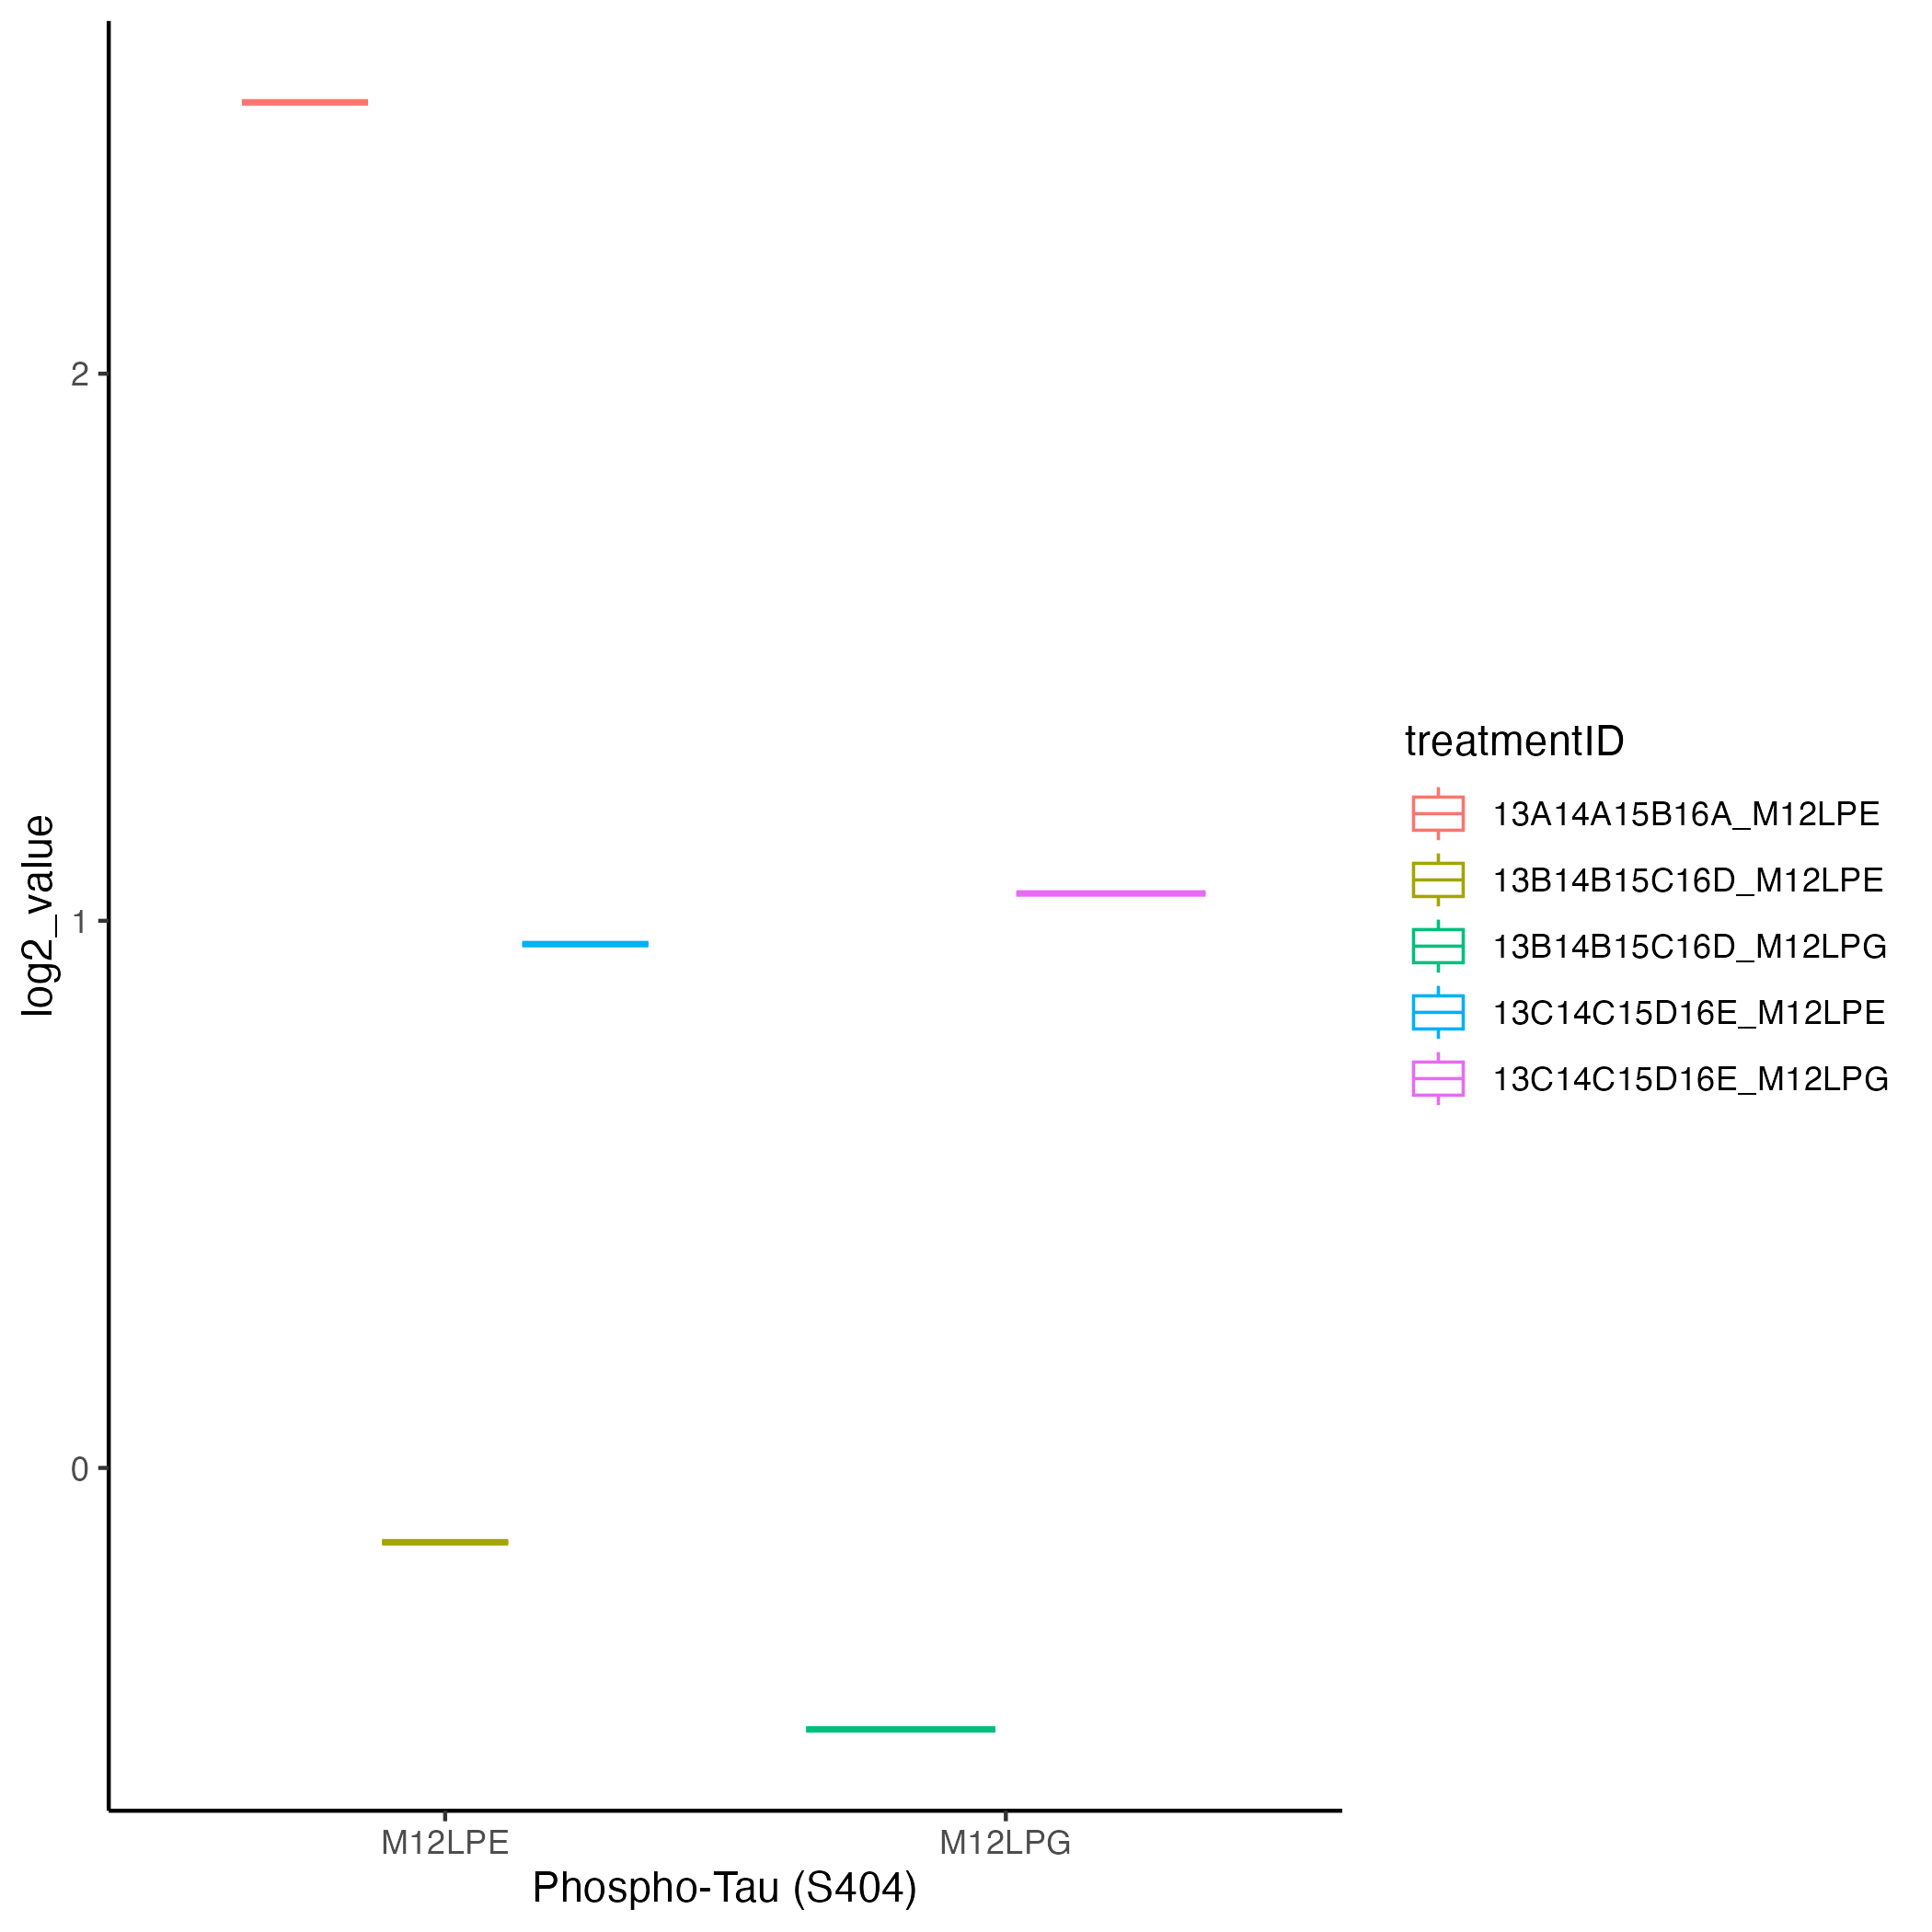 log2_value
2
1
0
M12LPE
M12LPG
Phospho-Tau (S404)
treatmentID
13A14A15B16A_M12LPE
13B14B15C16D_M12LPE
13B14B15C16D_M12LPG
13C14C15D16E_M12LPE
13C14C15D16E_M12LPG